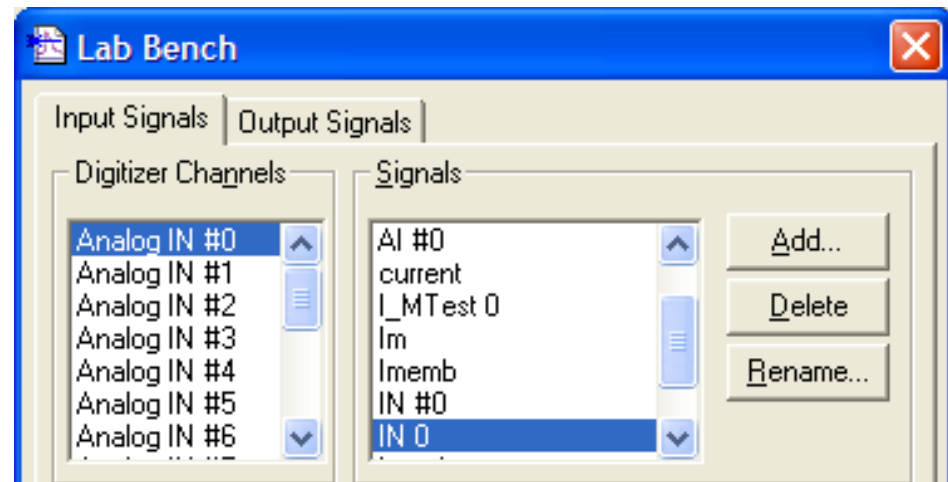 Lab Bench
Input Signals
Output Signals
Digitizer Channels
Analog IN #0
Analog IN #1
Analog IN #2
Analog IN #3
Analog IN #4
Analog IN #5
Analog IN #6
Signals
AI #0
current
I_MTest 0
Im
Imemb
IN #0
IN 0
Add...
Delete
Rename...